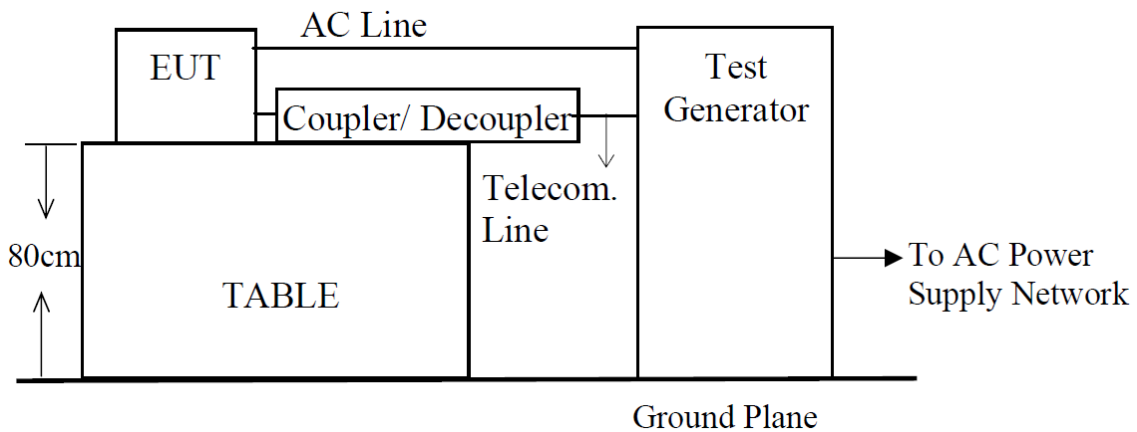 AC Line
EUT
Test
Generator
Coupler/ Decoupler
Telecom.
Line
80cm
TABLE
To AC Power
Supply Network
Ground Plane